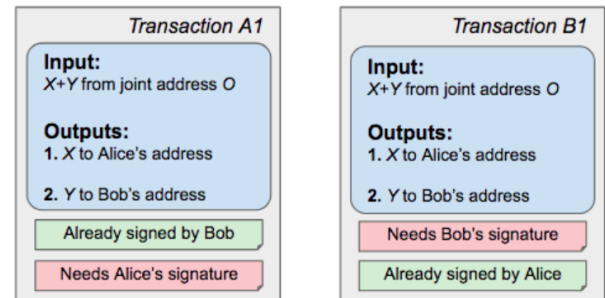 Transaction A1
Input:
X+Y from joint address O
Outputs:
1. X to Alice's address
2. Y to Bob's address
Already signed by Bob
Needs Alice's signature
Transaction B1
Input:
X+Y from joint address O
Outputs:
1. X to Alice's address
2. Y to Bob's address
Needs Bob's signature
Already signed by Alice